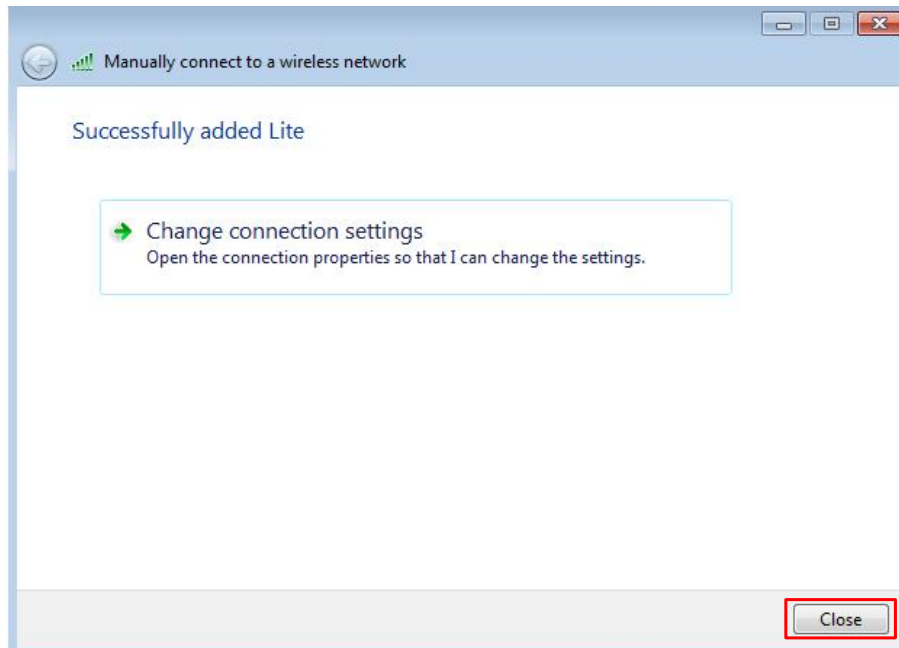 Manually connect to a wireless network
Successfully added Lite
Change connection settings
Open the connection properties so that I can change the settings.
Close